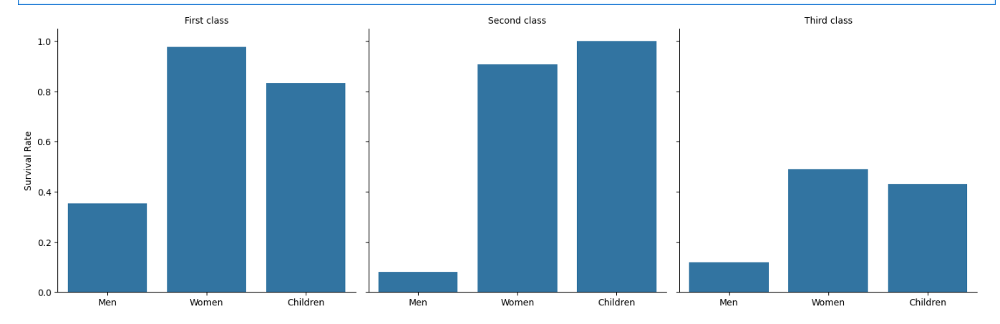 First class
Second class
Third class
Survival Rate
1.0
0.8
0.6
0.4
0.2
0.0
Men Women Children
Men Women Children
Men Women Children